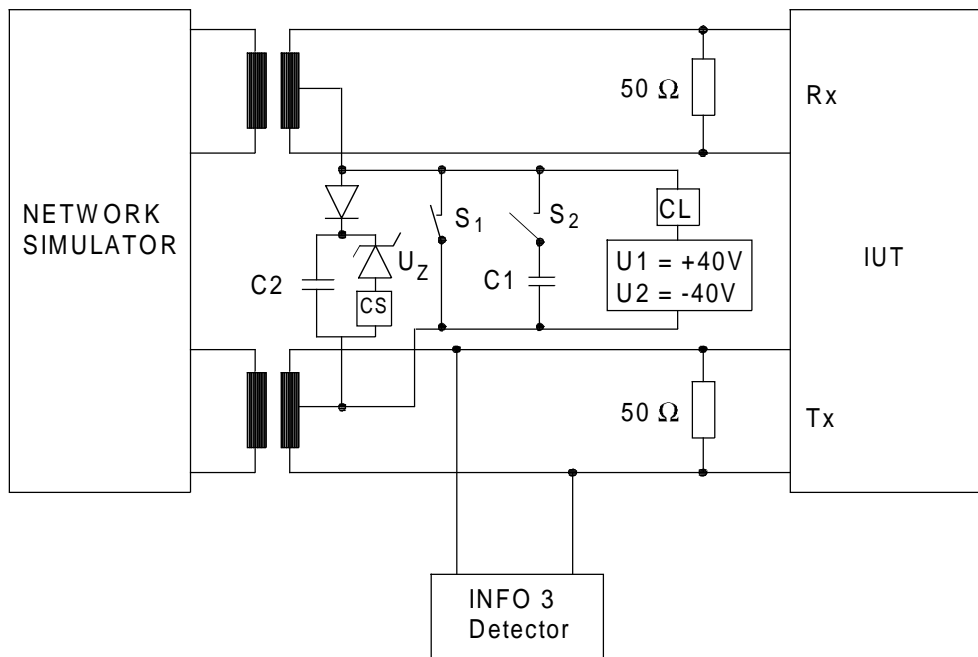 50 Ω
Rx
NETWORK
SIMULATOR
S1
S2
CL
IUT
UZ
C2
C1
U1 = +40V
U2 = -40V
CS
50 Ω
Tx
INFO 3
Detector